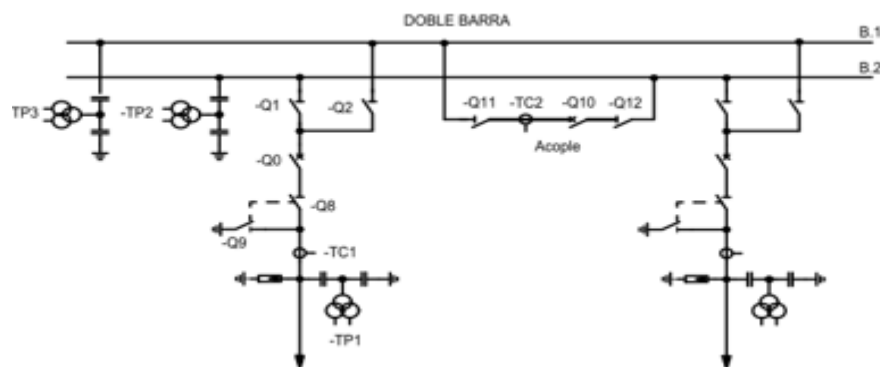 DOBLE BARRA
B.1
B.2
TP3
-TP2
-Q1
-Q2
-Q11
-TC2
-Q10
-Q12
Acople
-Q0
-Q8
-Q9
-TC1
-TP1